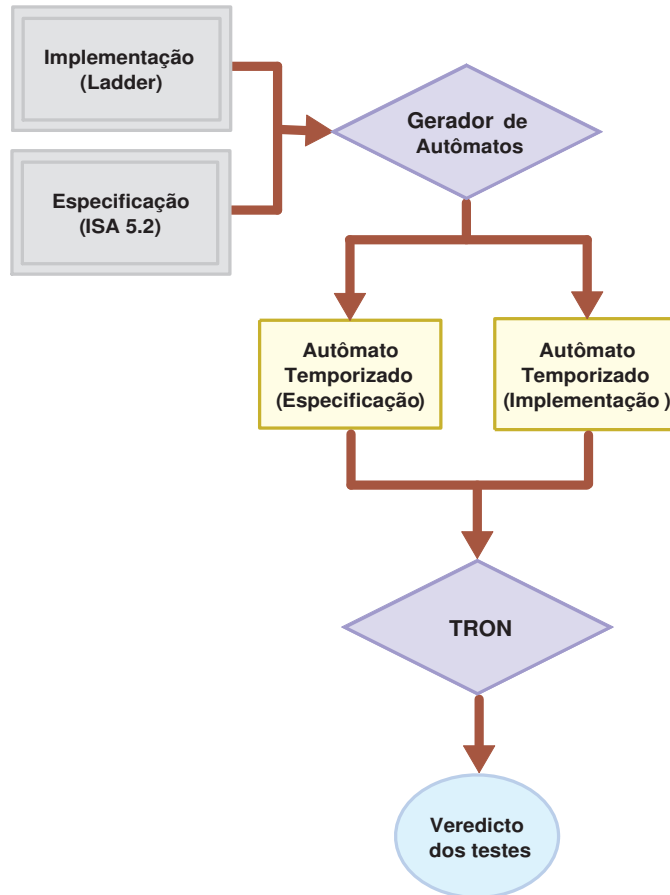 Implementação
(Ladder)
Especificação
(ISA 5.2)
Gerador de
Autômatos
Autômato
Temporizado
(Especificação)
Autômato
Temporizado
(Implementação )
TRON
Veredicto
dos testes